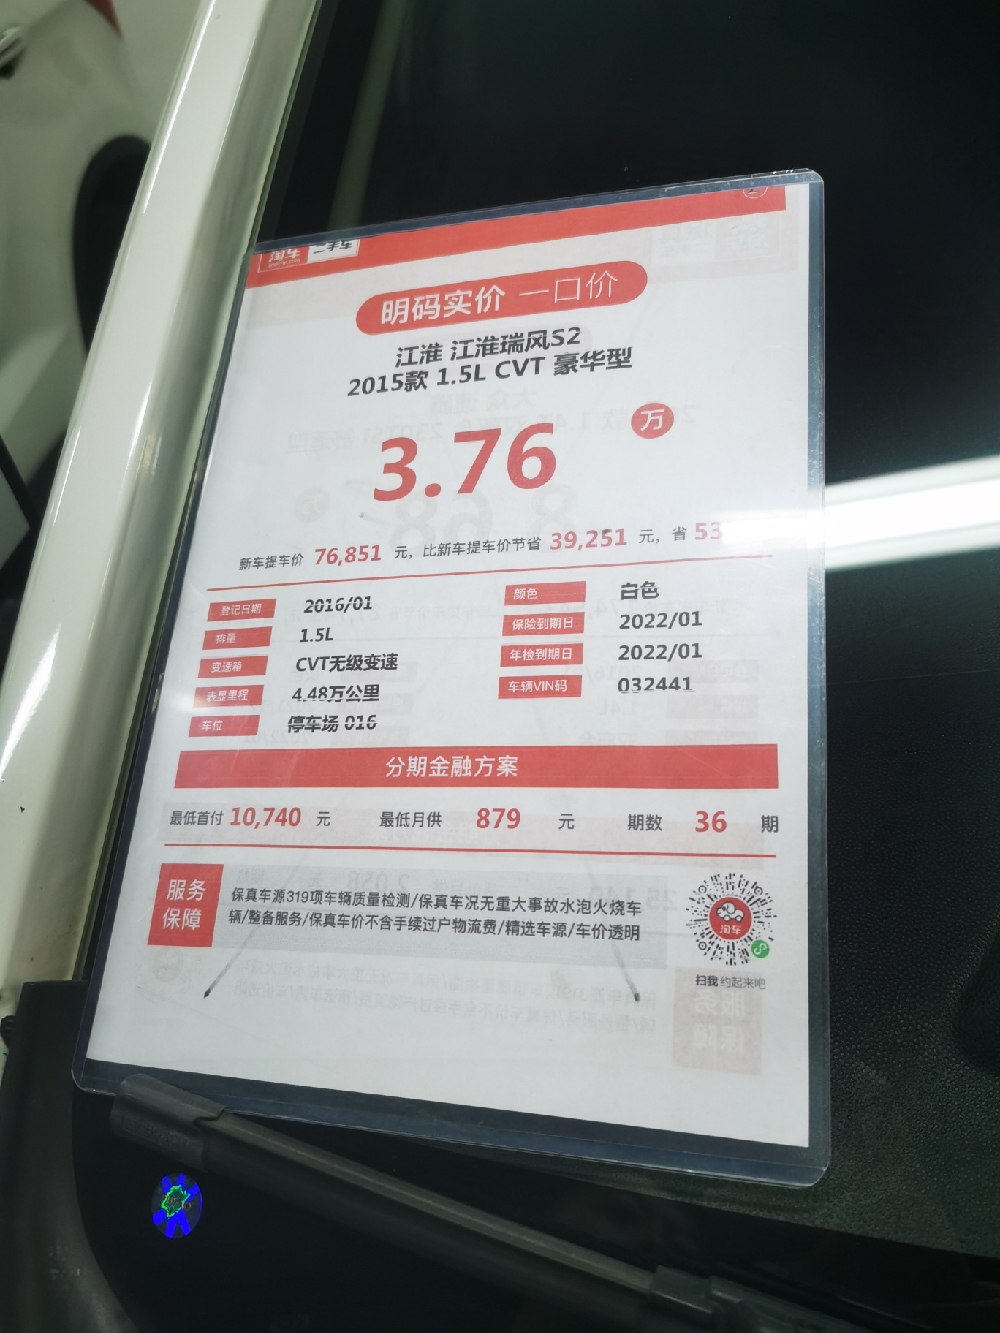 淘车 二手车
明码实价 一口价
江淮 江淮瑞风S2
2015款 1.5L CVT 豪华型
3.76 万
新车提车价 76,851 元，比新车提车价节省 39,251 元，省 53
登记日期 2016/01 颜色 白色
排量 1.5L 保险到期日 2022/01
变速箱 CVT无级变速 年检到期日 2022/01
表显里程 4.48万公里 车辆VIN码 032441
车位 停车场 016
分期金融方案
最低首付 10,740 元 最低月供 879 元 期数 36 期
服务保障
保真车源319项车辆质量检测/保真车况无重大事故水泡火烧车
辆/整备服务/保真车价不含手续过户物流费/精选车源/车价透明
淘车
扫我 约起来吧